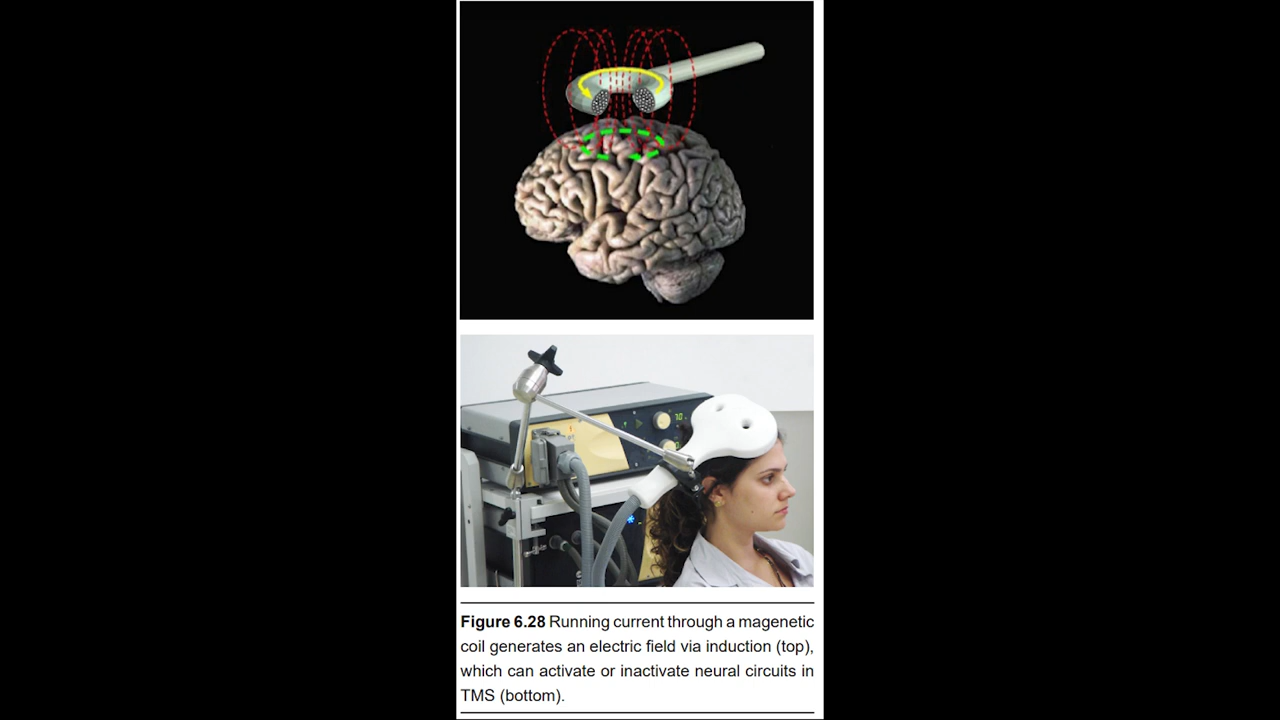 Figure 6.28 Running current through a magenetic
coil generates an electric field via induction (top),
which can activate or inactivate neural circuits in
TMS (bottom).